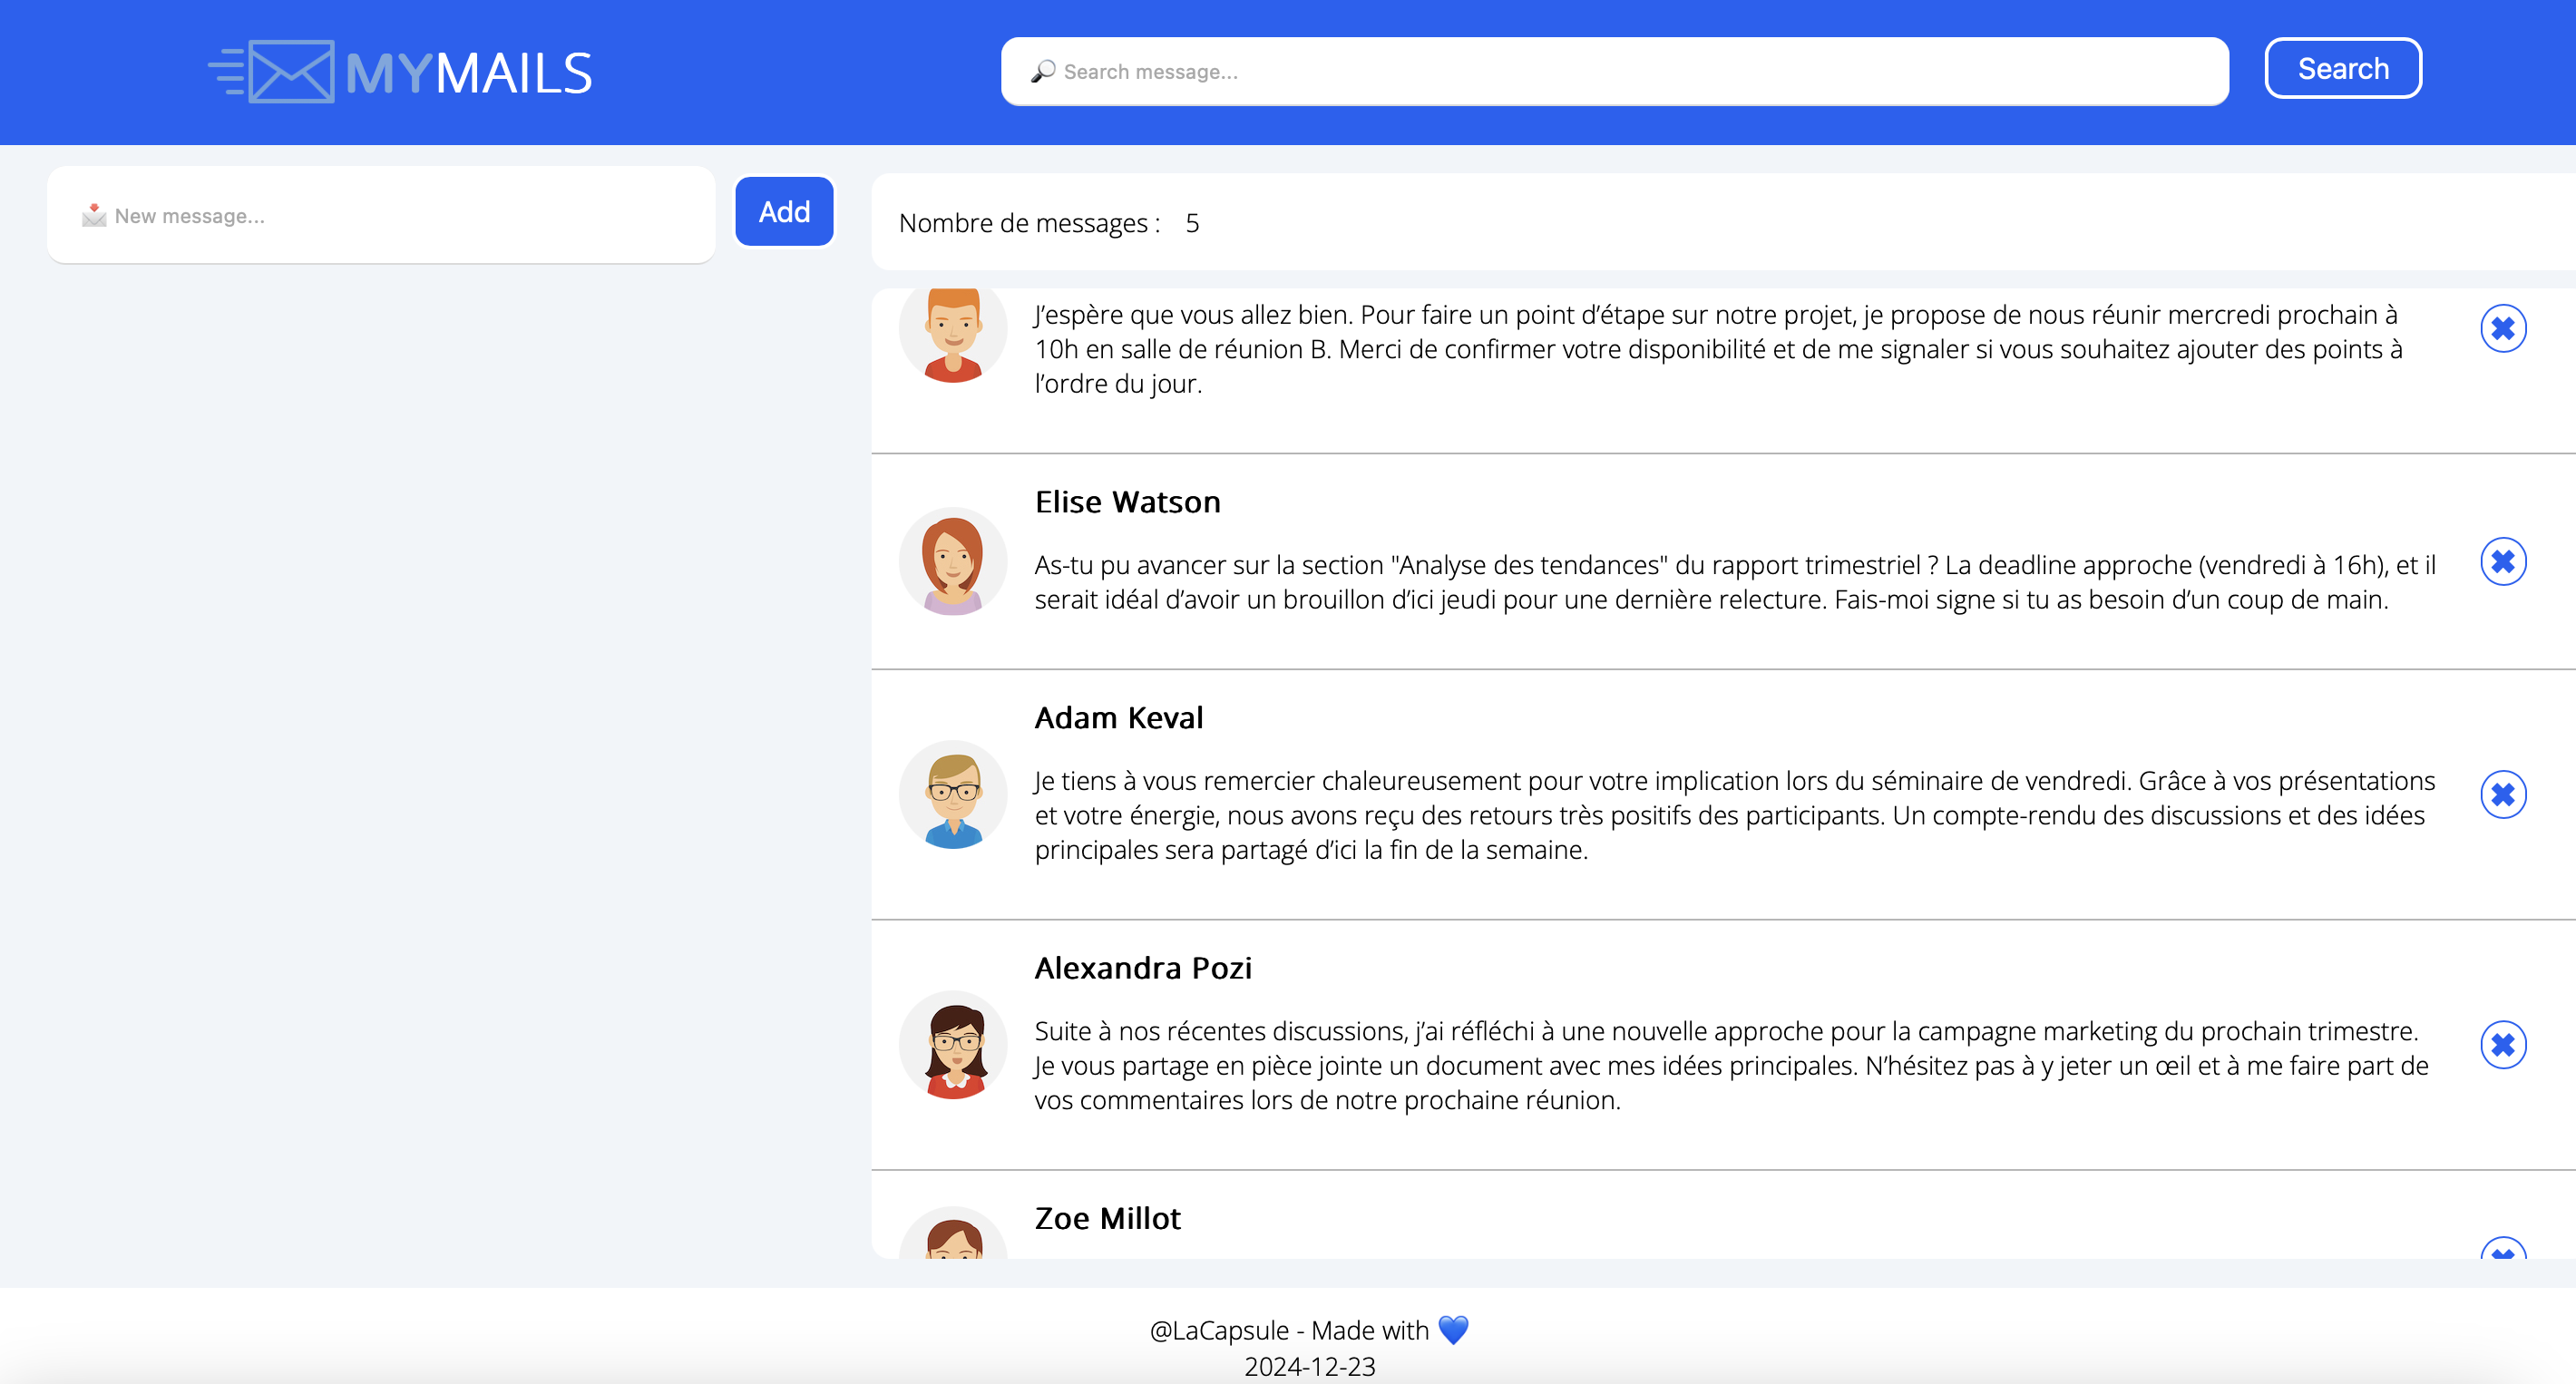 MYMAILS
🔎 Search message...
Search
📩 New message...
Add
Nombre de messages : 5
J’espère que vous allez bien. Pour faire un point d’étape sur notre projet, je propose de nous réunir mercredi prochain à
10h en salle de réunion B. Merci de confirmer votre disponibilité et de me signaler si vous souhaitez ajouter des points à
l’ordre du jour.
Elise Watson
As-tu pu avancer sur la section "Analyse des tendances" du rapport trimestriel ? La deadline approche (vendredi à 16h), et il
serait idéal d’avoir un brouillon d’ici jeudi pour une dernière relecture. Fais-moi signe si tu as besoin d’un coup de main.
Adam Keval
Je tiens à vous remercier chaleureusement pour votre implication lors du séminaire de vendredi. Grâce à vos présentations
et votre énergie, nous avons reçu des retours très positifs des participants. Un compte-rendu des discussions et des idées
principales sera partagé d’ici la fin de la semaine.
Alexandra Pozi
Suite à nos récentes discussions, j’ai réfléchi à une nouvelle approche pour la campagne marketing du prochain trimestre.
Je vous partage en pièce jointe un document avec mes idées principales. N’hésitez pas à y jeter un œil et à me faire part de
vos commentaires lors de notre prochaine réunion.
Zoe Millot
@LaCapsule - Made with 💙
2024-12-23